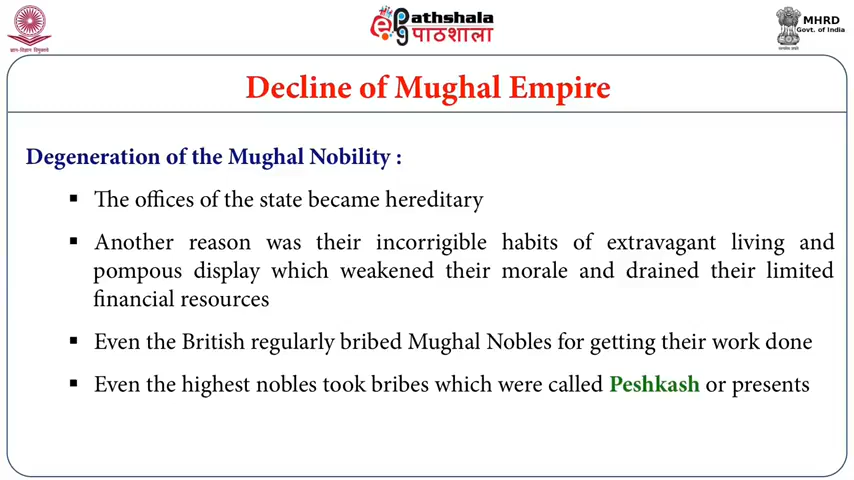 ePathshala
पाठशाला
MHRD
Govt. of India
Decline of Mughal Empire
Degeneration of the Mughal Nobility :
▪ The offices of the state became hereditary
▪ Another reason was their incorrigible habits of extravagant living and
pompous display which weakened their morale and drained their limited
financial resources
▪ Even the British regularly bribed Mughal Nobles for getting their work done
▪ Even the highest nobles took bribes which were called Peshkash or presents